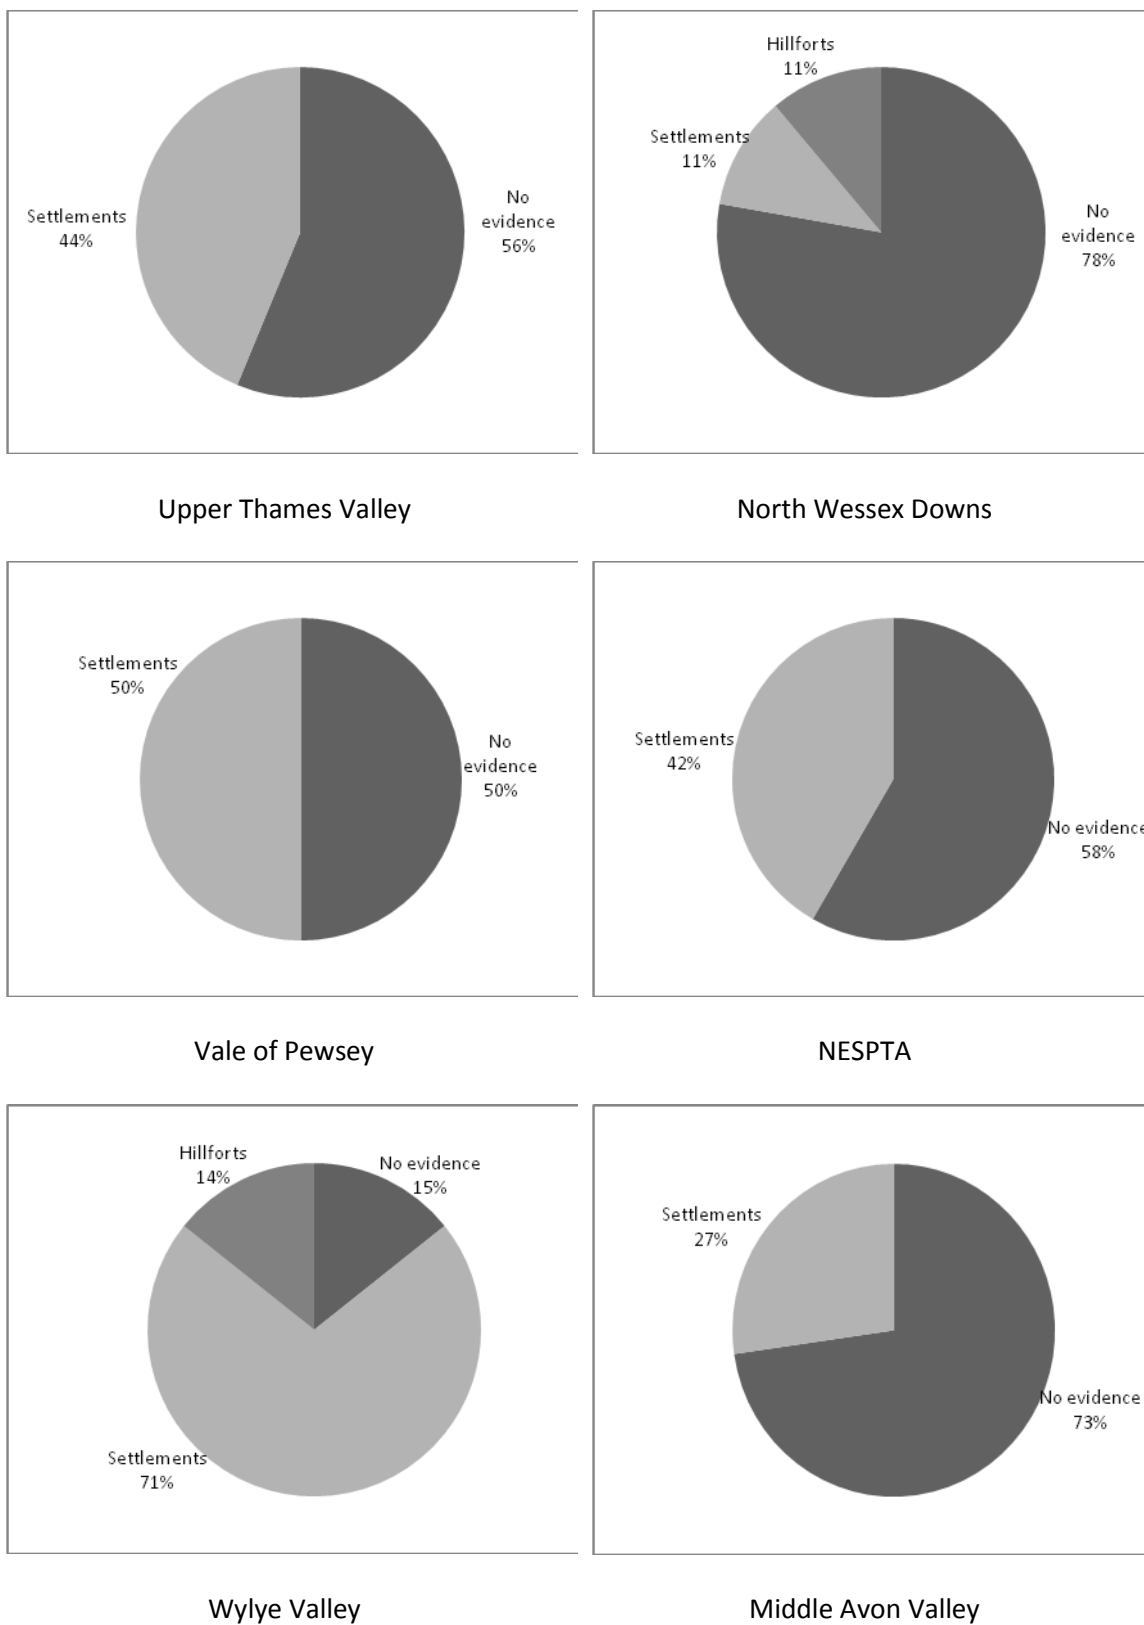 Settlements
44%
No
evidence
56%
Upper Thames Valley
Hillforts
11%
Settlements
11%
No
evidence
78%
North Wessex Downs
Settlements
50%
No
evidence
50%
Vale of Pewsey
Settlements
42%
No evidence
58%
NESPTA
Hillforts
14%
No evidence
15%
Settlements
71%
Wylye Valley
Settlements
27%
No evidence
73%
Middle Avon Valley